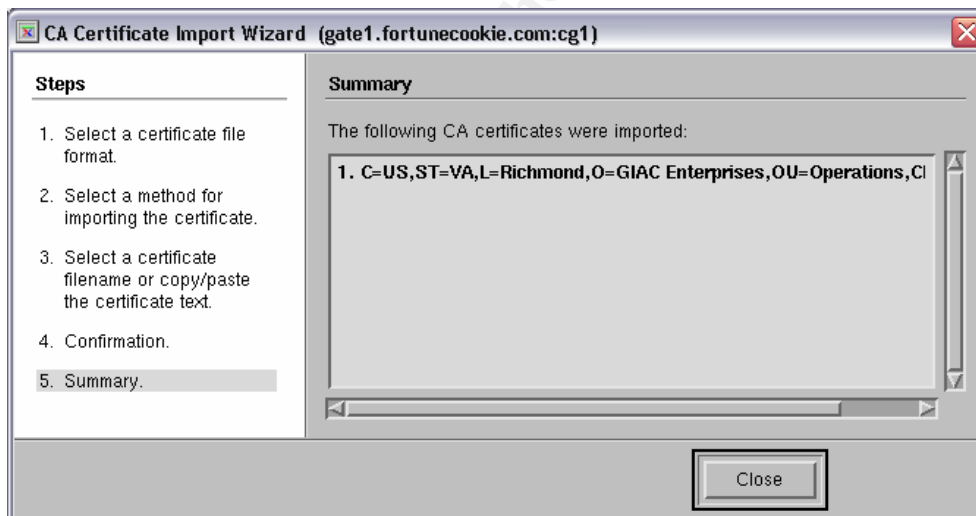 CA Certificate Import Wizard (gate1.fortunecookie.com:cg1)
Steps
1. Select a certificate file
format.
2. Select a method for
importing the certificate.
3. Select a certificate
filename or copy/paste
the certificate text.
4. Confirmation.
5. Summary.
Summary
The following CA certificates were imported:
1. C=US,ST=VA,L=Richmond,O=GIAC Enterprises,OU=Operations,
Close